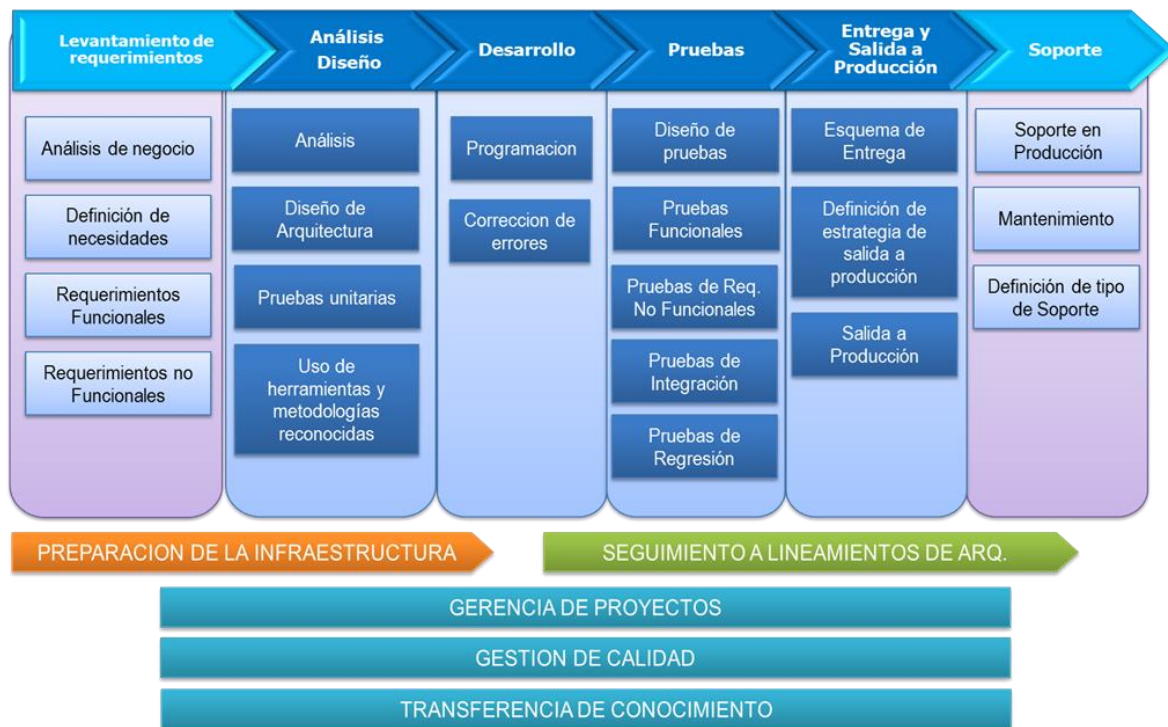 Levantamiento de
requerimientos
Análisis
Diseño
Desarrollo
Pruebas
Entrega y
Salida a
Producción
Soporte
Análisis de negocio
Definición de
necesidades
Requerimientos
Funcionales
Requerimientos no
Funcionales
Análisis
Diseño de
Arquitectura
Pruebas unitarias
Uso de
herramientas y
metodologías
reconocidas
Programacion
Correccion de
errores
Diseño de
pruebas
Pruebas
Funcionales
Pruebas de Req.
No Funcionales
Pruebas de
Integración
Pruebas de
Regresión
Esquema de
Entrega
Definición de
estrategia de
salida a
producción
Salida a
Producción
Soporte en
Producción
Mantenimiento
Definición de tipo
de Soporte
PREPARACION DE LA INFRAESTRUCTURA
SEGUIMIENTO A LINEAMIENTOS DE ARQ.
GERENCIA DE PROYECTOS
GESTION DE CALIDAD
TRANSFERENCIA DE CONOCIMIENTO